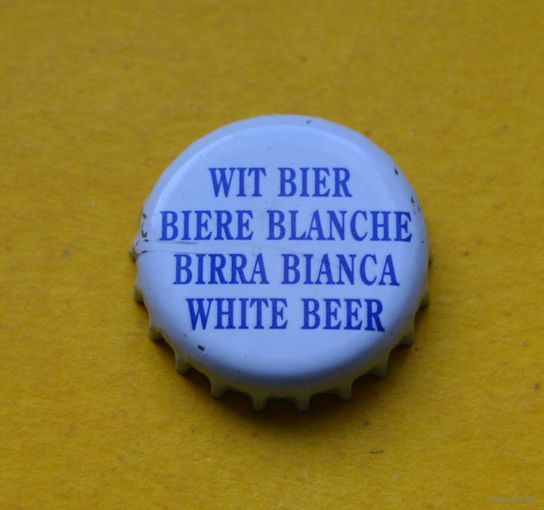 WIT BIER
BIERE BLANCHE
BIRRA BIANCA
WHITE BEER